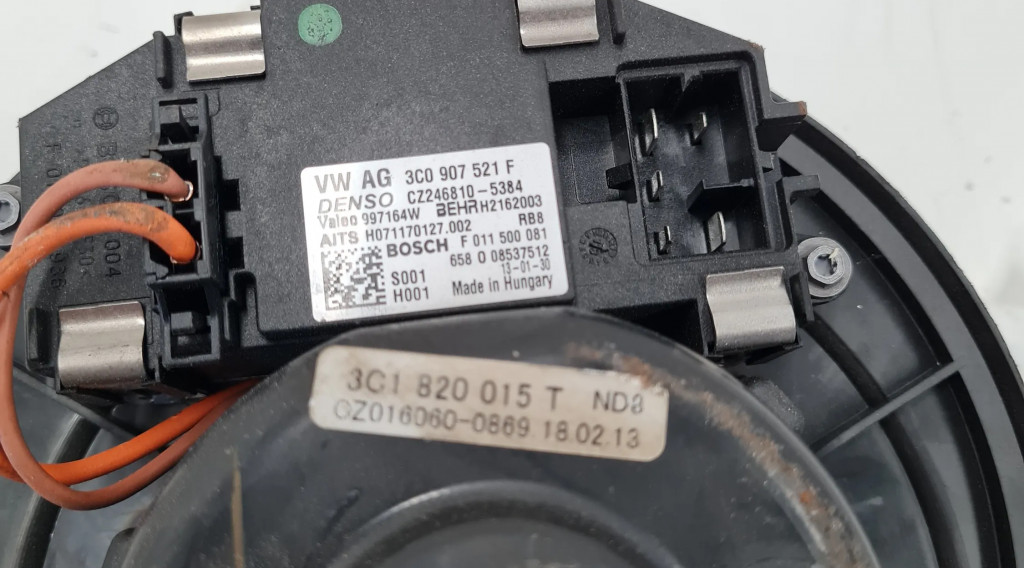 VW AG 3C0 907 521 F
DENSO CZ246810-5384
Valeo 997164W BEHR H2162003
AITS H071170127.002 RB8
BOSCH F 011 500 081
658 0 08537512
S001 13-01-30
H001 Made in Hungary
3C1 820 015 T ND8
CZ016060-0869 18.02.13